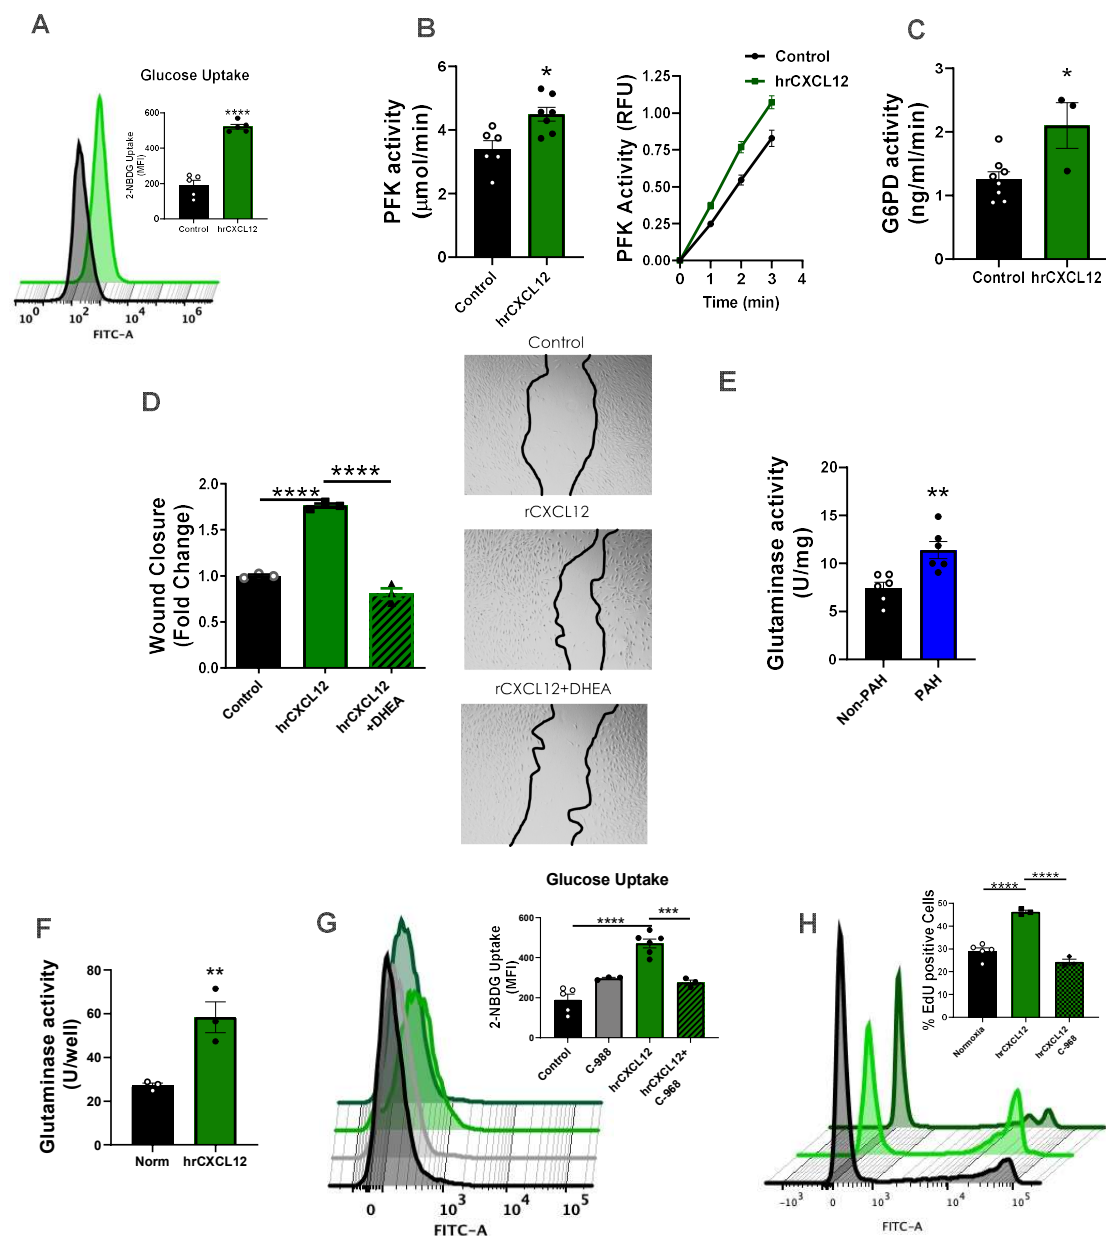 A
Glucose Uptake
2-NBDG Uptake
(MFI)
600
400
200
0
****
Control
hrCXCL12
10^0
10^2
10^4
10^6
FITC-A
B
PFK activity
(μmol/min)
6
4
2
0
*
Control
hrCXCL12
Control
hrCXCL12
PFK Activity (RFU)
1.25
1.00
0.75
0.50
0.25
0.00
0 1 2 3 4
Time (min)
C
G6PD activity
(ng/ml/min)
3
2
1
0
*
Control hrCXCL12
D
Wound Closure
(Fold Change)
2.0
1.5
1.0
0.5
0.0
****
****
Control
hrCXCL12
hrCXCL12
+DHEA
Control
rCXCL12
rCXCL12+DHEA
E
Glutaminase activity
(U/mg)
20
15
10
5
0
**
Non-PAH
PAH
F
Glutaminase activity
(U/well)
80
60
40
20
0
**
Norm hrCXCL12
G
Glucose Uptake
2-NBDG Uptake
(MFI)
600
400
200
0
****
***
Control
C-988
hrCXCL12
hrCXCL12+
C-968
0 10^3 10^4 10^5
FITC-A
H
% EdU positive Cells
50
40
30
20
10
0
****
****
Normoxia
hrCXCL12
hrCXCL12
C-968
-10^3 0 10^3 10^4 10^5
FITC-A